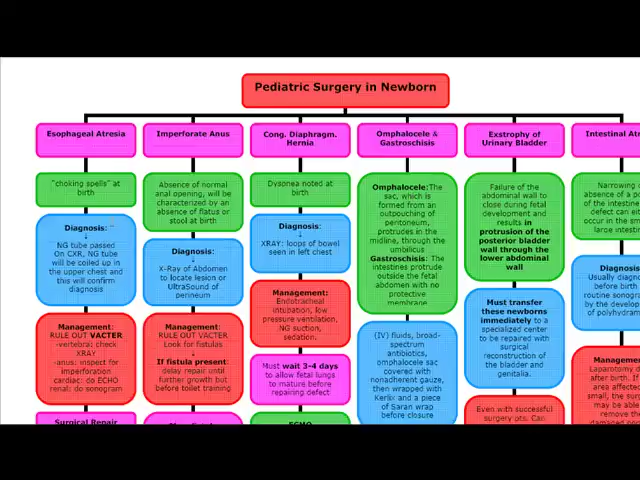 Pediatric Surgery in Newborn
Esophageal Atresia
"choking spells" at
birth
Diagnosis:
↓
NG tube passed
On CXR, NG tube
will be coiled up in
the upper chest and
this will confirm
diagnosis
Management:
RULE OUT VACTER
-vertebral: check
XRAY
-anus: inspect for
imperforation
cardiac: do ECHO
renal: do sonogram
Surgical Repair
Imperforate Anus
Absence of normal
anal opening, will be
characterized by an
absence of flatus or
stool at birth
Diagnosis:
↓
X-Ray of Abdomen
to locate lesion or
UltraSound of
perineum
Management:
RULE OUT VACTER
Look for fistulas
↓
If fistula present:
delay repair until
further growth but
before toilet training
Cong. Diaphragm.
Hernia
Dyspnea noted at
birth
Diagnosis:
↓
XRAY: loops of bowel
seen in left chest
Management:
Endotracheal
intubation, low
pressure ventilation,
NG suction,
sedation.
Must wait 3-4 days
to allow fetal lungs
to mature before
repairing defect
ECMO
Omphalocele &
Gastroschisis
Omphalocele:The
sac, which is
formed from an
outpouching of
peritoneum,
protrudes in the
midline, through the
umbilicus
Gastroschisis: The
intestines protrude
outside the fetal
abdomen with no
protective
membrane
(IV) fluids, broad-
spectrum
antibiotics,
omphalocele sac
covered with
nonadherent gauze,
then wrapped with
Kerlix and a piece
of Saran wrap
before closure
Exstrophy of
Urinary Bladder
Failure of the
abdominal wall to
close during fetal
development and
results in
protrusion of the
posterior bladder
wall through the
lower abdominal
wall
Must transfer
these newborns
immediately to a
specialized center
to be repaired with
surgical
reconstruction of
the bladder and
genitalia.
Even with successful
surgery pts. Can
Intestinal Atr
Narrowing o
absence of a po
of the intestine
defect can eit
occur in the sm
large intesti
Diagnosis
Usually diagno
before birth
routine sonogra
by the develop
of polyhydram
Manageme
Laparotomy d
after birth. If
area affected
small, the surg
may be able
remove the